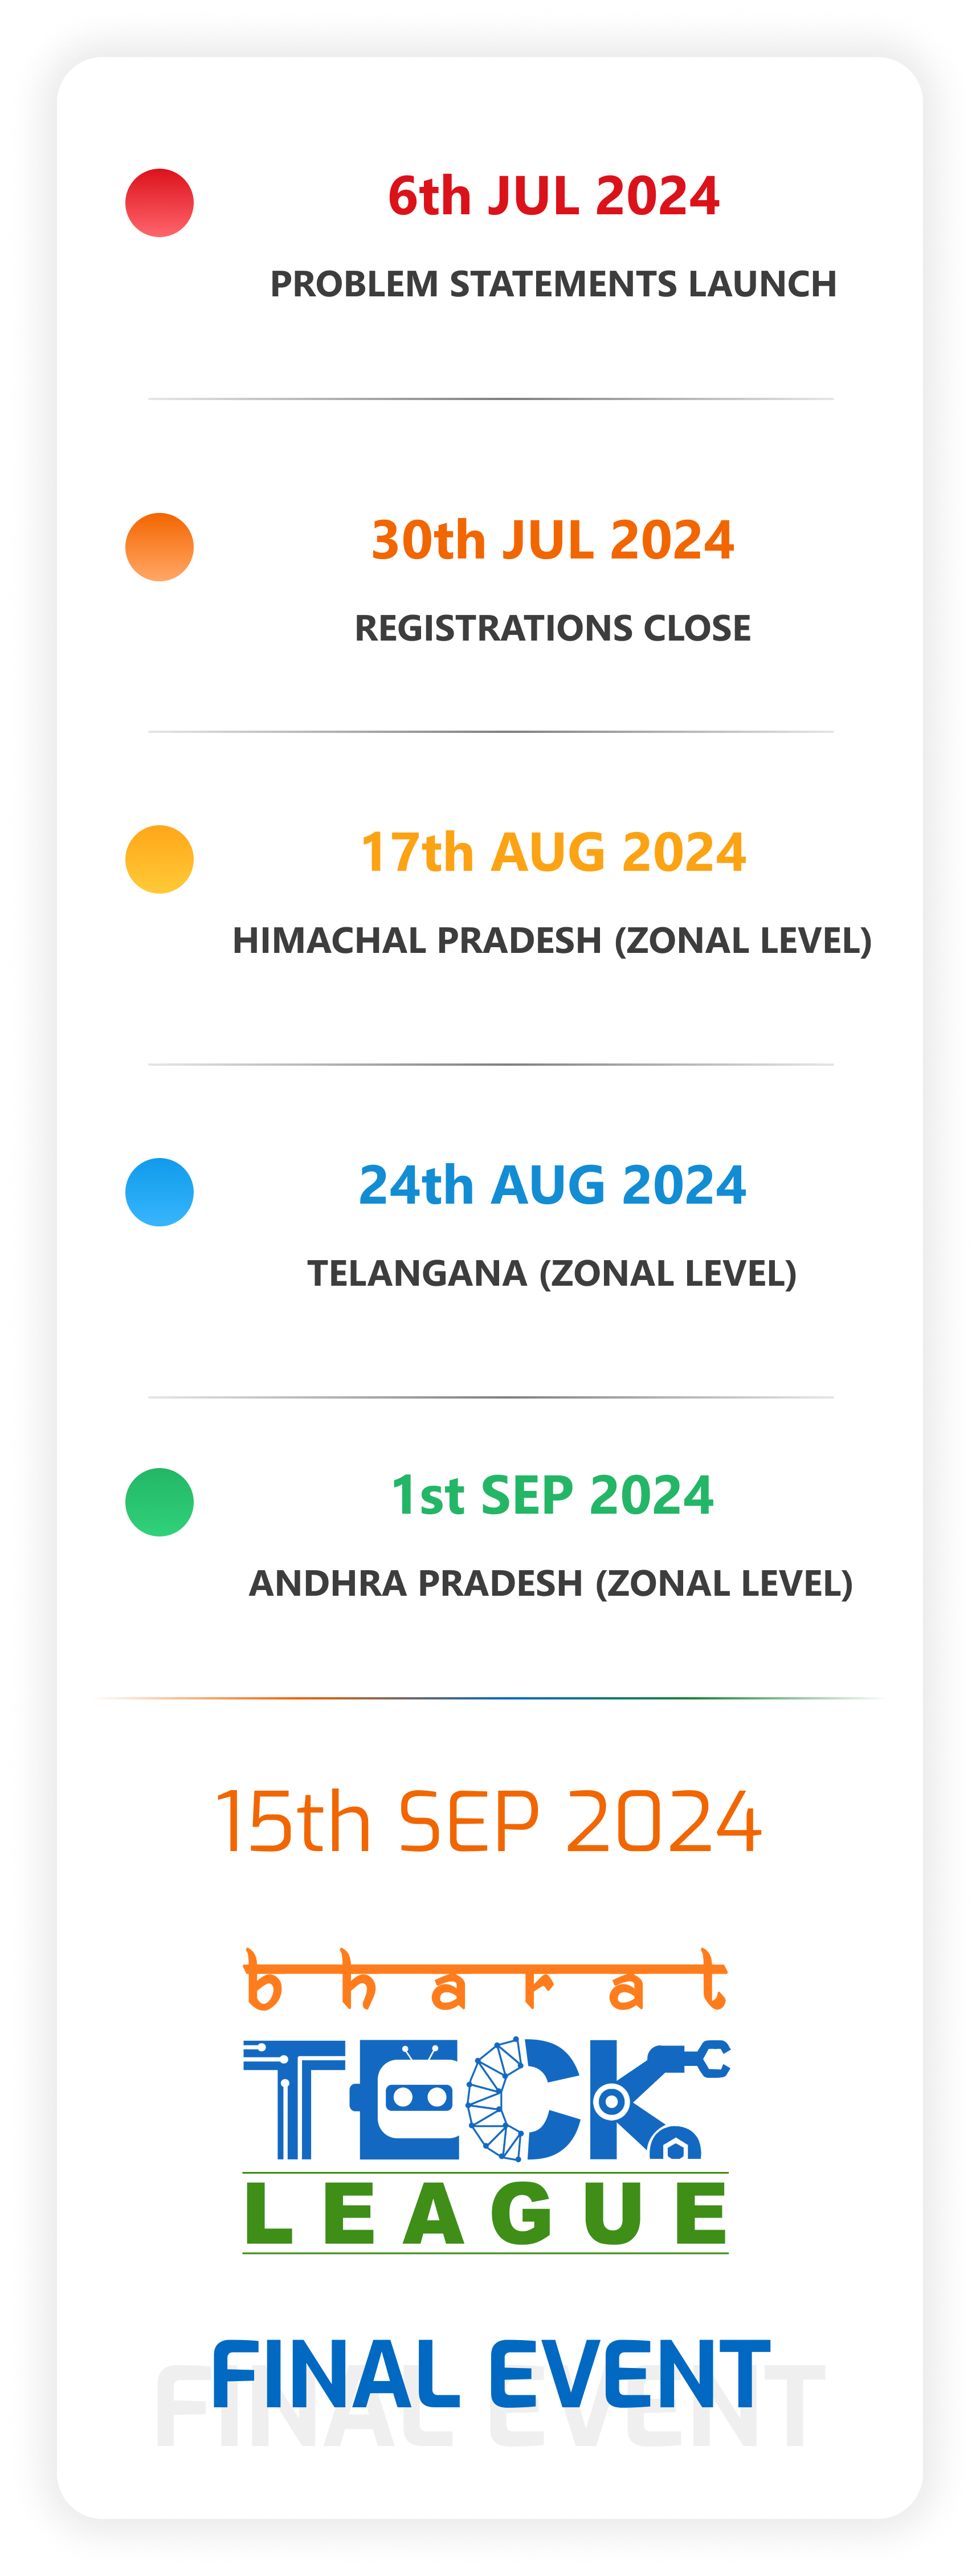 6th JUL 2024
PROBLEM STATEMENTS LAUNCH
30th JUL 2024
REGISTRATIONS CLOSE
17th AUG 2024
HIMACHAL PRADESH (ZONAL LEVEL)
24th AUG 2024
TELANGANA (ZONAL LEVEL)
1st SEP 2024
ANDHRA PRADESH (ZONAL LEVEL)
15th SEP 2024
bharat
TECK
LEAGUE
FINAL EVENT
FINAL EVENT